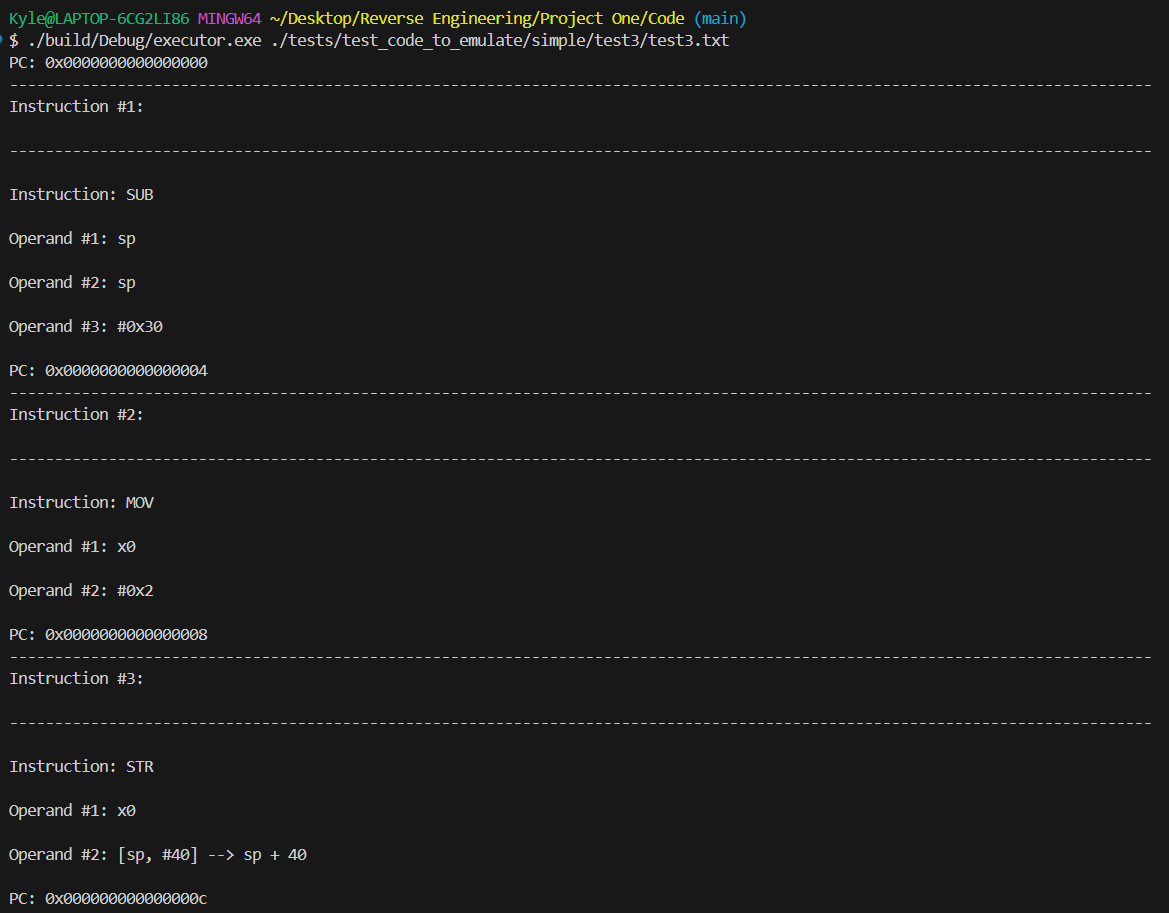 Kyle@LAPTOP-6CG2LI86 MINGW64 ~/Desktop/Reverse Engineering/Project One/Code (main)
$ ./build/Debug/executor.exe ./tests/test_code_to_emulate/simple/test3/test3.txt
PC: 0x0000000000000000
-------------------------------------------------------------------------------------------------------------------------------
Instruction #1:
-------------------------------------------------------------------------------------------------------------------------------
Instruction: SUB
Operand #1: sp
Operand #2: sp
Operand #3: #0x30
PC: 0x0000000000000004
-------------------------------------------------------------------------------------------------------------------------------
Instruction #2:
-------------------------------------------------------------------------------------------------------------------------------
Instruction: MOV
Operand #1: x0
Operand #2: #0x2
PC: 0x0000000000000008
-------------------------------------------------------------------------------------------------------------------------------
Instruction #3:
-------------------------------------------------------------------------------------------------------------------------------
Instruction: STR
Operand #1: x0
Operand #2: [sp, #40] --> sp + 40
PC: 0x000000000000000c